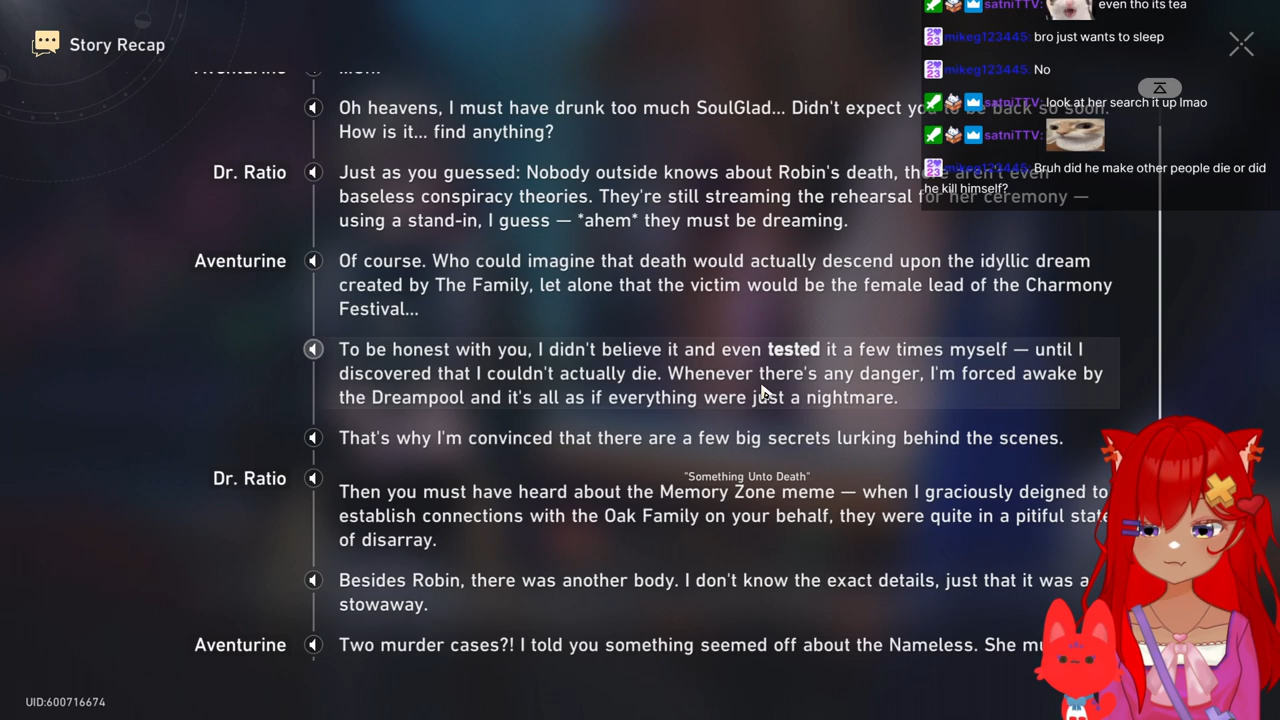 Story Recap
even tho its tea
mikeg123445: bro just wants to sleep
mikeg123445: No
satniTTV: look at her search it up lmao
satniTTV:
mikeg123445: Bruh did he make other people die or did
he kill himself?
Aventurine
Oh heavens, I must have drunk too much SoulGlad... Didn't expect you to be back so soon.
How is it... find anything?
Dr. Ratio
Just as you guessed: Nobody outside knows about Robin's death, there aren't even
baseless conspiracy theories. They're still streaming the rehearsal for her ceremony —
using a stand-in, I guess — *ahem* they must be dreaming.
Aventurine
Of course. Who could imagine that death would actually descend upon the idyllic dream
created by The Family, let alone that the victim would be the female lead of the Charmony
Festival...
To be honest with you, I didn't believe it and even tested it a few times myself — until I
discovered that I couldn't actually die. Whenever there's any danger, I'm forced awake by
the Dreampool and it's all as if everything were just a nightmare.
That's why I'm convinced that there are a few big secrets lurking behind the scenes.
Dr. Ratio
"Something Unto Death"
Then you must have heard about the Memory Zone meme — when I graciously deigned to
establish connections with the Oak Family on your behalf, they were quite in a pitiful state
of disarray.
Besides Robin, there was another body. I don't know the exact details, just that it was a
stowaway.
Aventurine
Two murder cases?! I told you something seemed off about the Nameless. She
UID:600716674